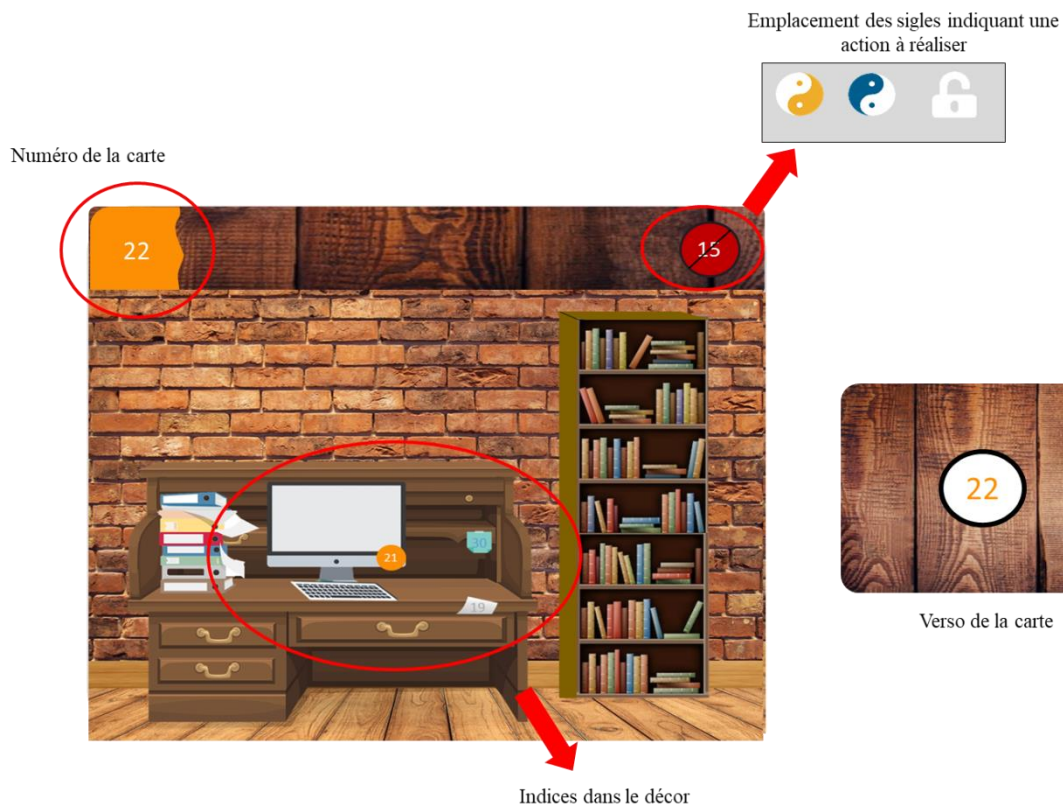 Emplacement des sigles indiquant une
action à réaliser
Numéro de la carte
22
15
21
30
19
22
Verso de la carte
Indices dans le décor